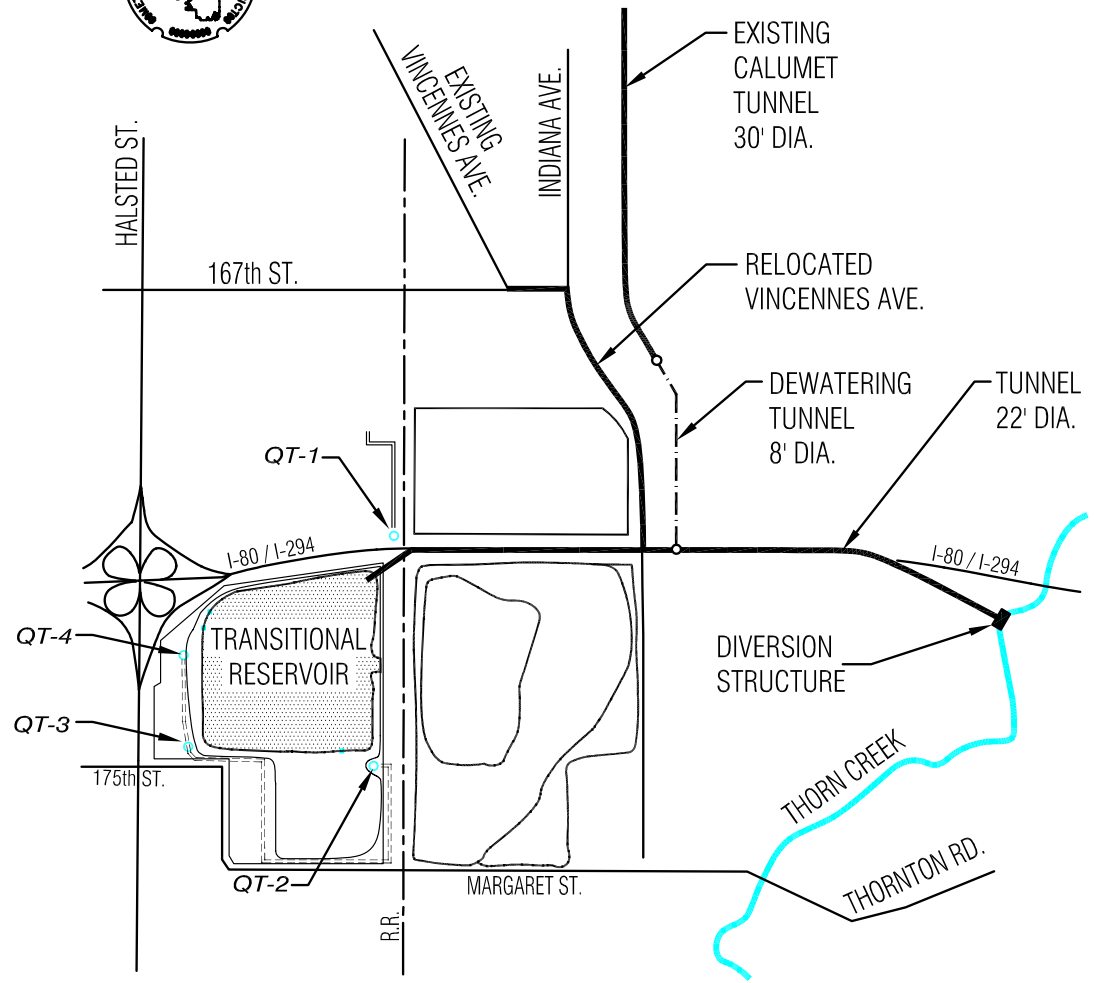 EXISTING
CALUMET
TUNNEL
30' DIA.
EXISTING
VINCENNES AVE.
INDIANA AVE.
HALSTED ST.
167th ST.
RELOCATED
VINCENNES AVE.
DEWATERING
TUNNEL
8' DIA.
TUNNEL
22' DIA.
QT-1
I-80 / I-294
I-80 / I-294
QT-4
TRANSITIONAL
RESERVOIR
DIVERSION
STRUCTURE
QT-3
175th ST.
THORN CREEK
QT-2
MARGARET ST.
THORNTON RD.
R.R.